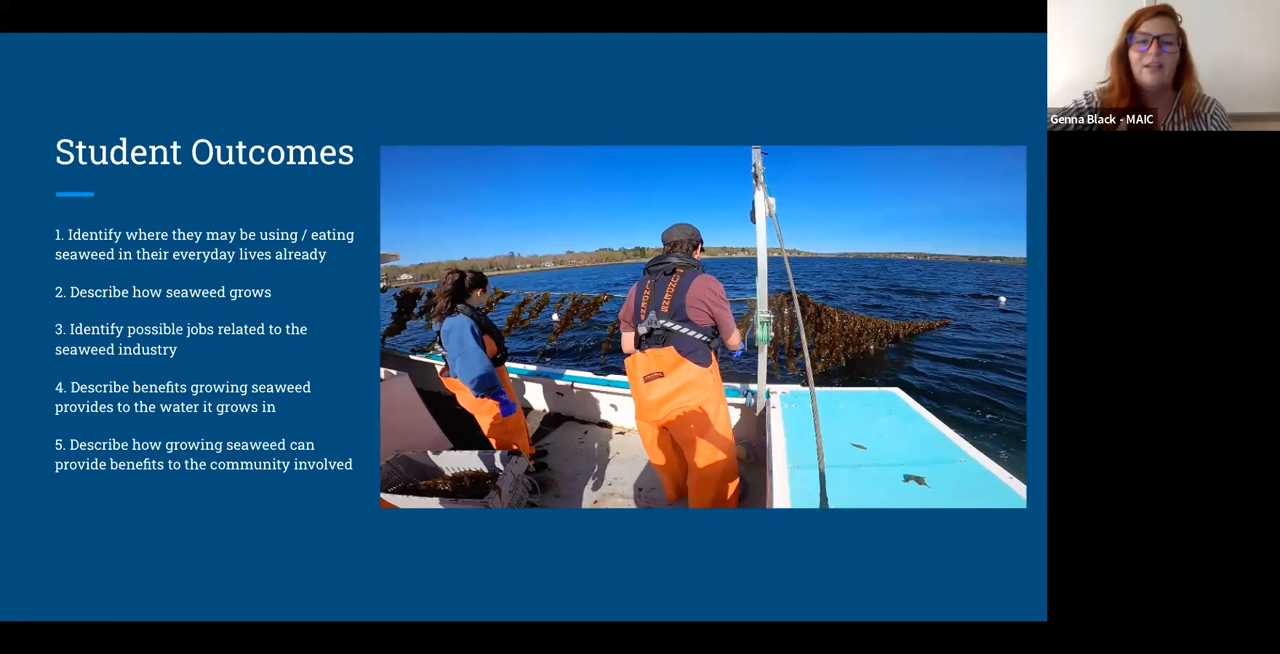 Student Outcomes
1. Identify where they may be using / eating
seaweed in their everyday lives already
2. Describe how seaweed grows
3. Identify possible jobs related to the
seaweed industry
4. Describe benefits growing seaweed
provides to the water it grows in
5. Describe how growing seaweed can
provide benefits to the community involved
Genna Black - MAIC